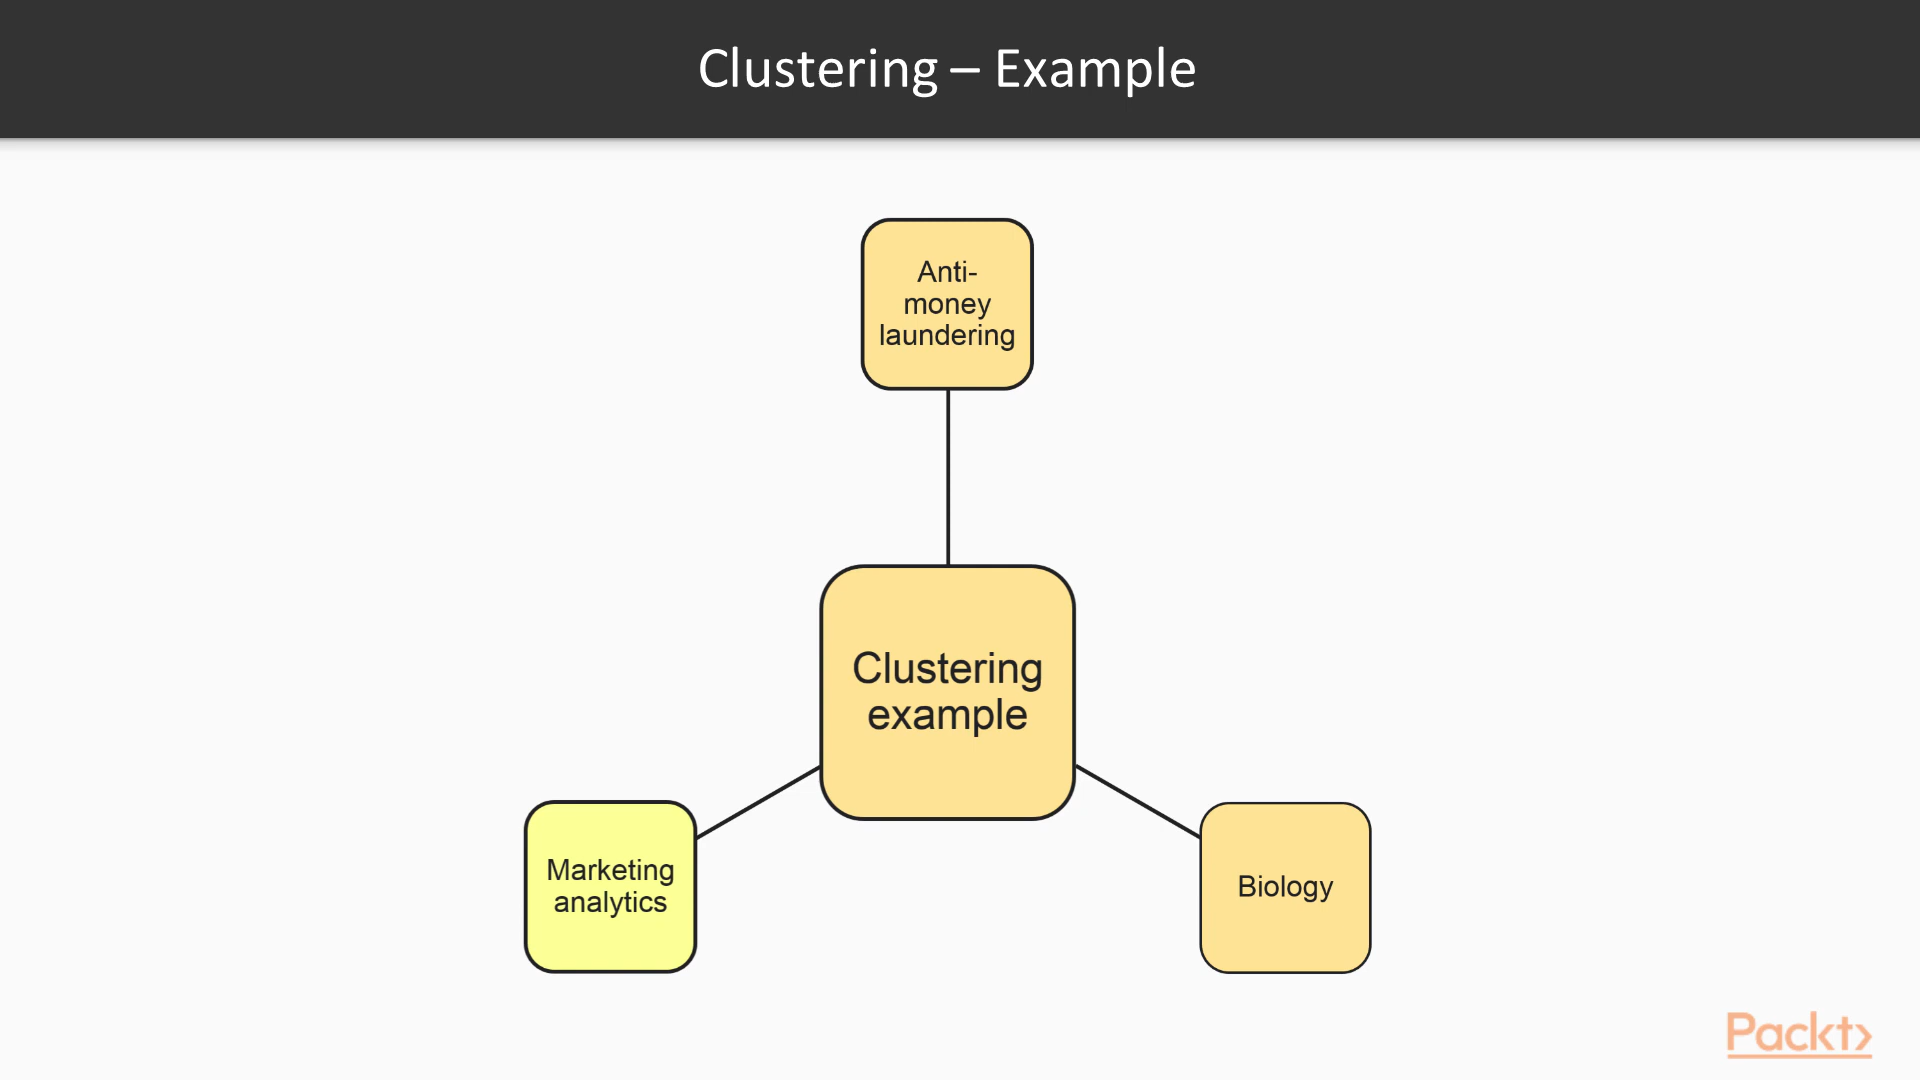 Clustering – Example
Anti-
money
laundering
Clustering
example
Marketing
analytics
Biology
Packt>